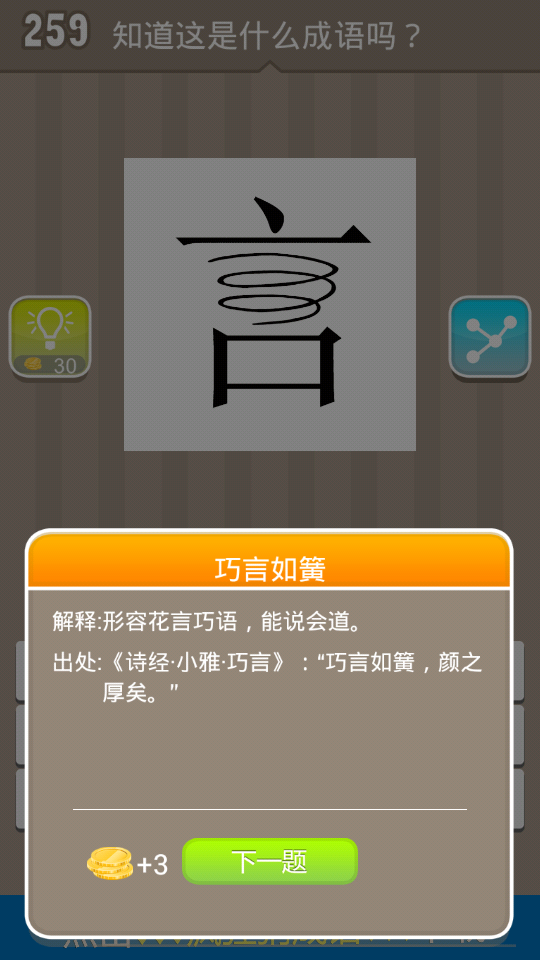 259 知道这是什么成语吗？
言
30
巧言如簧
解释:形容花言巧语，能说会道。
出处:《诗经·小雅·巧言》：“巧言如簧，颜之
厚矣。”
+3 下一题